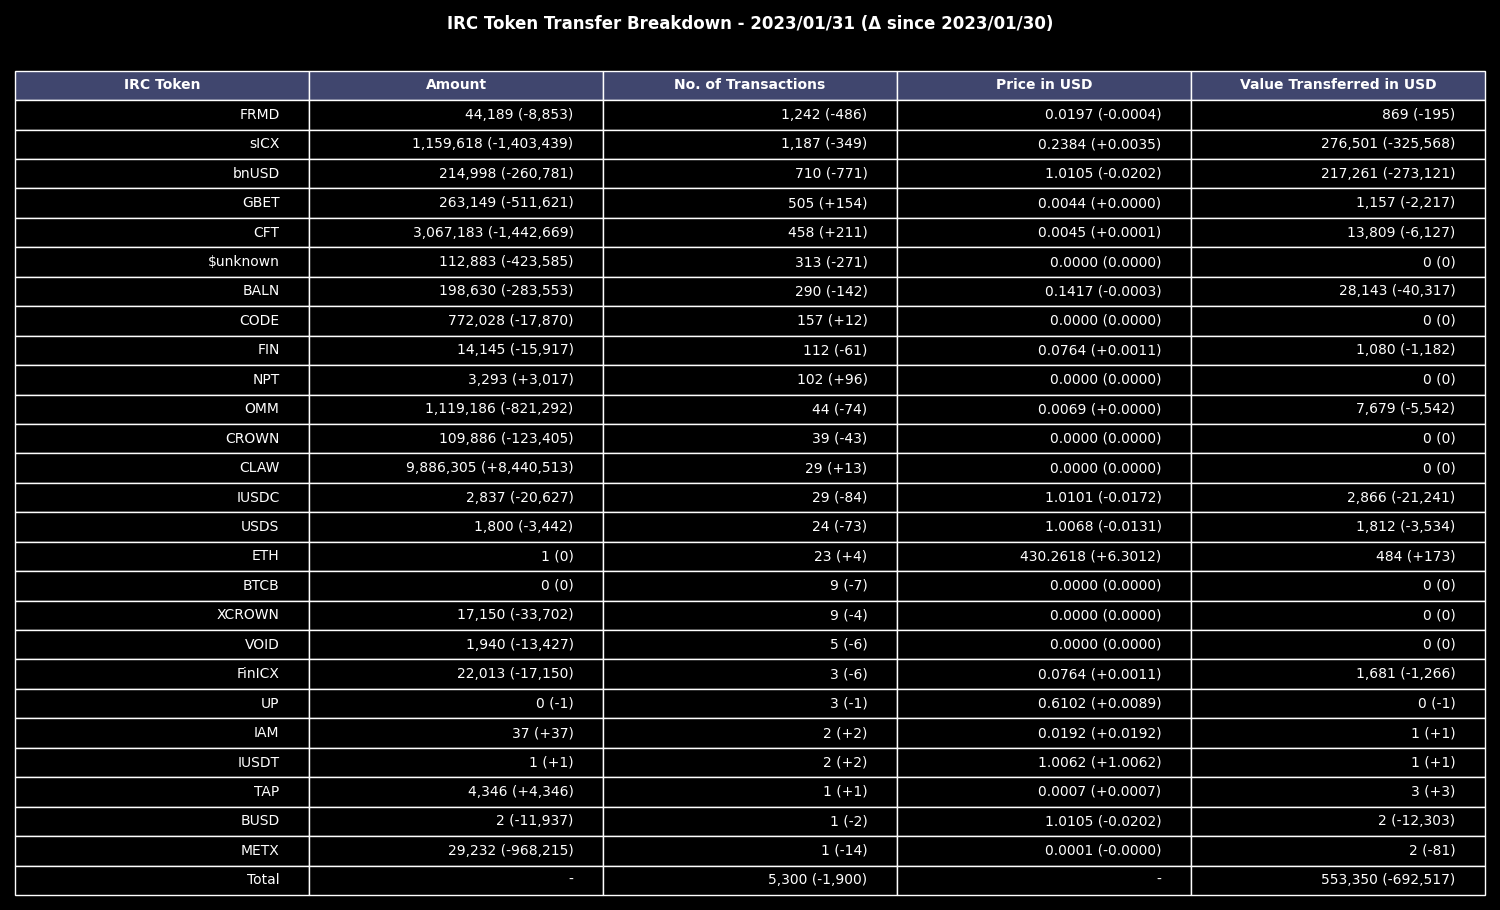 IRC Token Transfer Breakdown - 2023/01/31 (Δ since 2023/01/30)
IRC Token Amount No. of Transactions Price in USD Value Transferred in USD
FRMD 44,189 (-8,853) 1,242 (-486) 0.0197 (-0.0004) 869 (-195)
sICX 1,159,618 (-1,403,439) 1,187 (-349) 0.2384 (+0.0035) 276,501 (-325,568)
bnUSD 214,998 (-260,781) 710 (-771) 1.0105 (-0.0202) 217,261 (-273,121)
GBET 263,149 (-511,621) 505 (+154) 0.0044 (+0.0000) 1,157 (-2,217)
CFT 3,067,183 (-1,442,669) 458 (+211) 0.0045 (+0.0001) 13,809 (-6,127)
$unknown 112,883 (-423,585) 313 (-271) 0.0000 (0.0000) 0 (0)
BALN 198,630 (-283,553) 290 (-142) 0.1417 (-0.0003) 28,143 (-40,317)
CODE 772,028 (-17,870) 157 (+12) 0.0000 (0.0000) 0 (0)
FIN 14,145 (-15,917) 112 (-61) 0.0764 (+0.0011) 1,080 (-1,182)
NPT 3,293 (+3,017) 102 (+96) 0.0000 (0.0000) 0 (0)
OMM 1,119,186 (-821,292) 44 (-74) 0.0069 (+0.0000) 7,679 (-5,542)
CROWN 109,886 (-123,405) 39 (-43) 0.0000 (0.0000) 0 (0)
CLAW 9,886,305 (+8,440,513) 29 (+13) 0.0000 (0.0000) 0 (0)
IUSDC 2,837 (-20,627) 29 (-84) 1.0101 (-0.0172) 2,866 (-21,241)
USDS 1,800 (-3,442) 24 (-73) 1.0068 (-0.0131) 1,812 (-3,534)
ETH 1 (0) 23 (+4) 430.2618 (+6.3012) 484 (+173)
BTCB 0 (0) 9 (-7) 0.0000 (0.0000) 0 (0)
XCROWN 17,150 (-33,702) 9 (-4) 0.0000 (0.0000) 0 (0)
VOID 1,940 (-13,427) 5 (-6) 0.0000 (0.0000) 0 (0)
FinICX 22,013 (-17,150) 3 (-6) 0.0764 (+0.0011) 1,681 (-1,266)
UP 0 (-1) 3 (-1) 0.6102 (+0.0089) 0 (-1)
IAM 37 (+37) 2 (+2) 0.0192 (+0.0192) 1 (+1)
IUSDT 1 (+1) 2 (+2) 1.0062 (+1.0062) 1 (+1)
TAP 4,346 (+4,346) 1 (+1) 0.0007 (+0.0007) 3 (+3)
BUSD 2 (-11,937) 1 (-2) 1.0105 (-0.0202) 2 (-12,303)
METX 29,232 (-968,215) 1 (-14) 0.0001 (-0.0000) 2 (-81)
Total - 5,300 (-1,900) - 553,350 (-692,517)